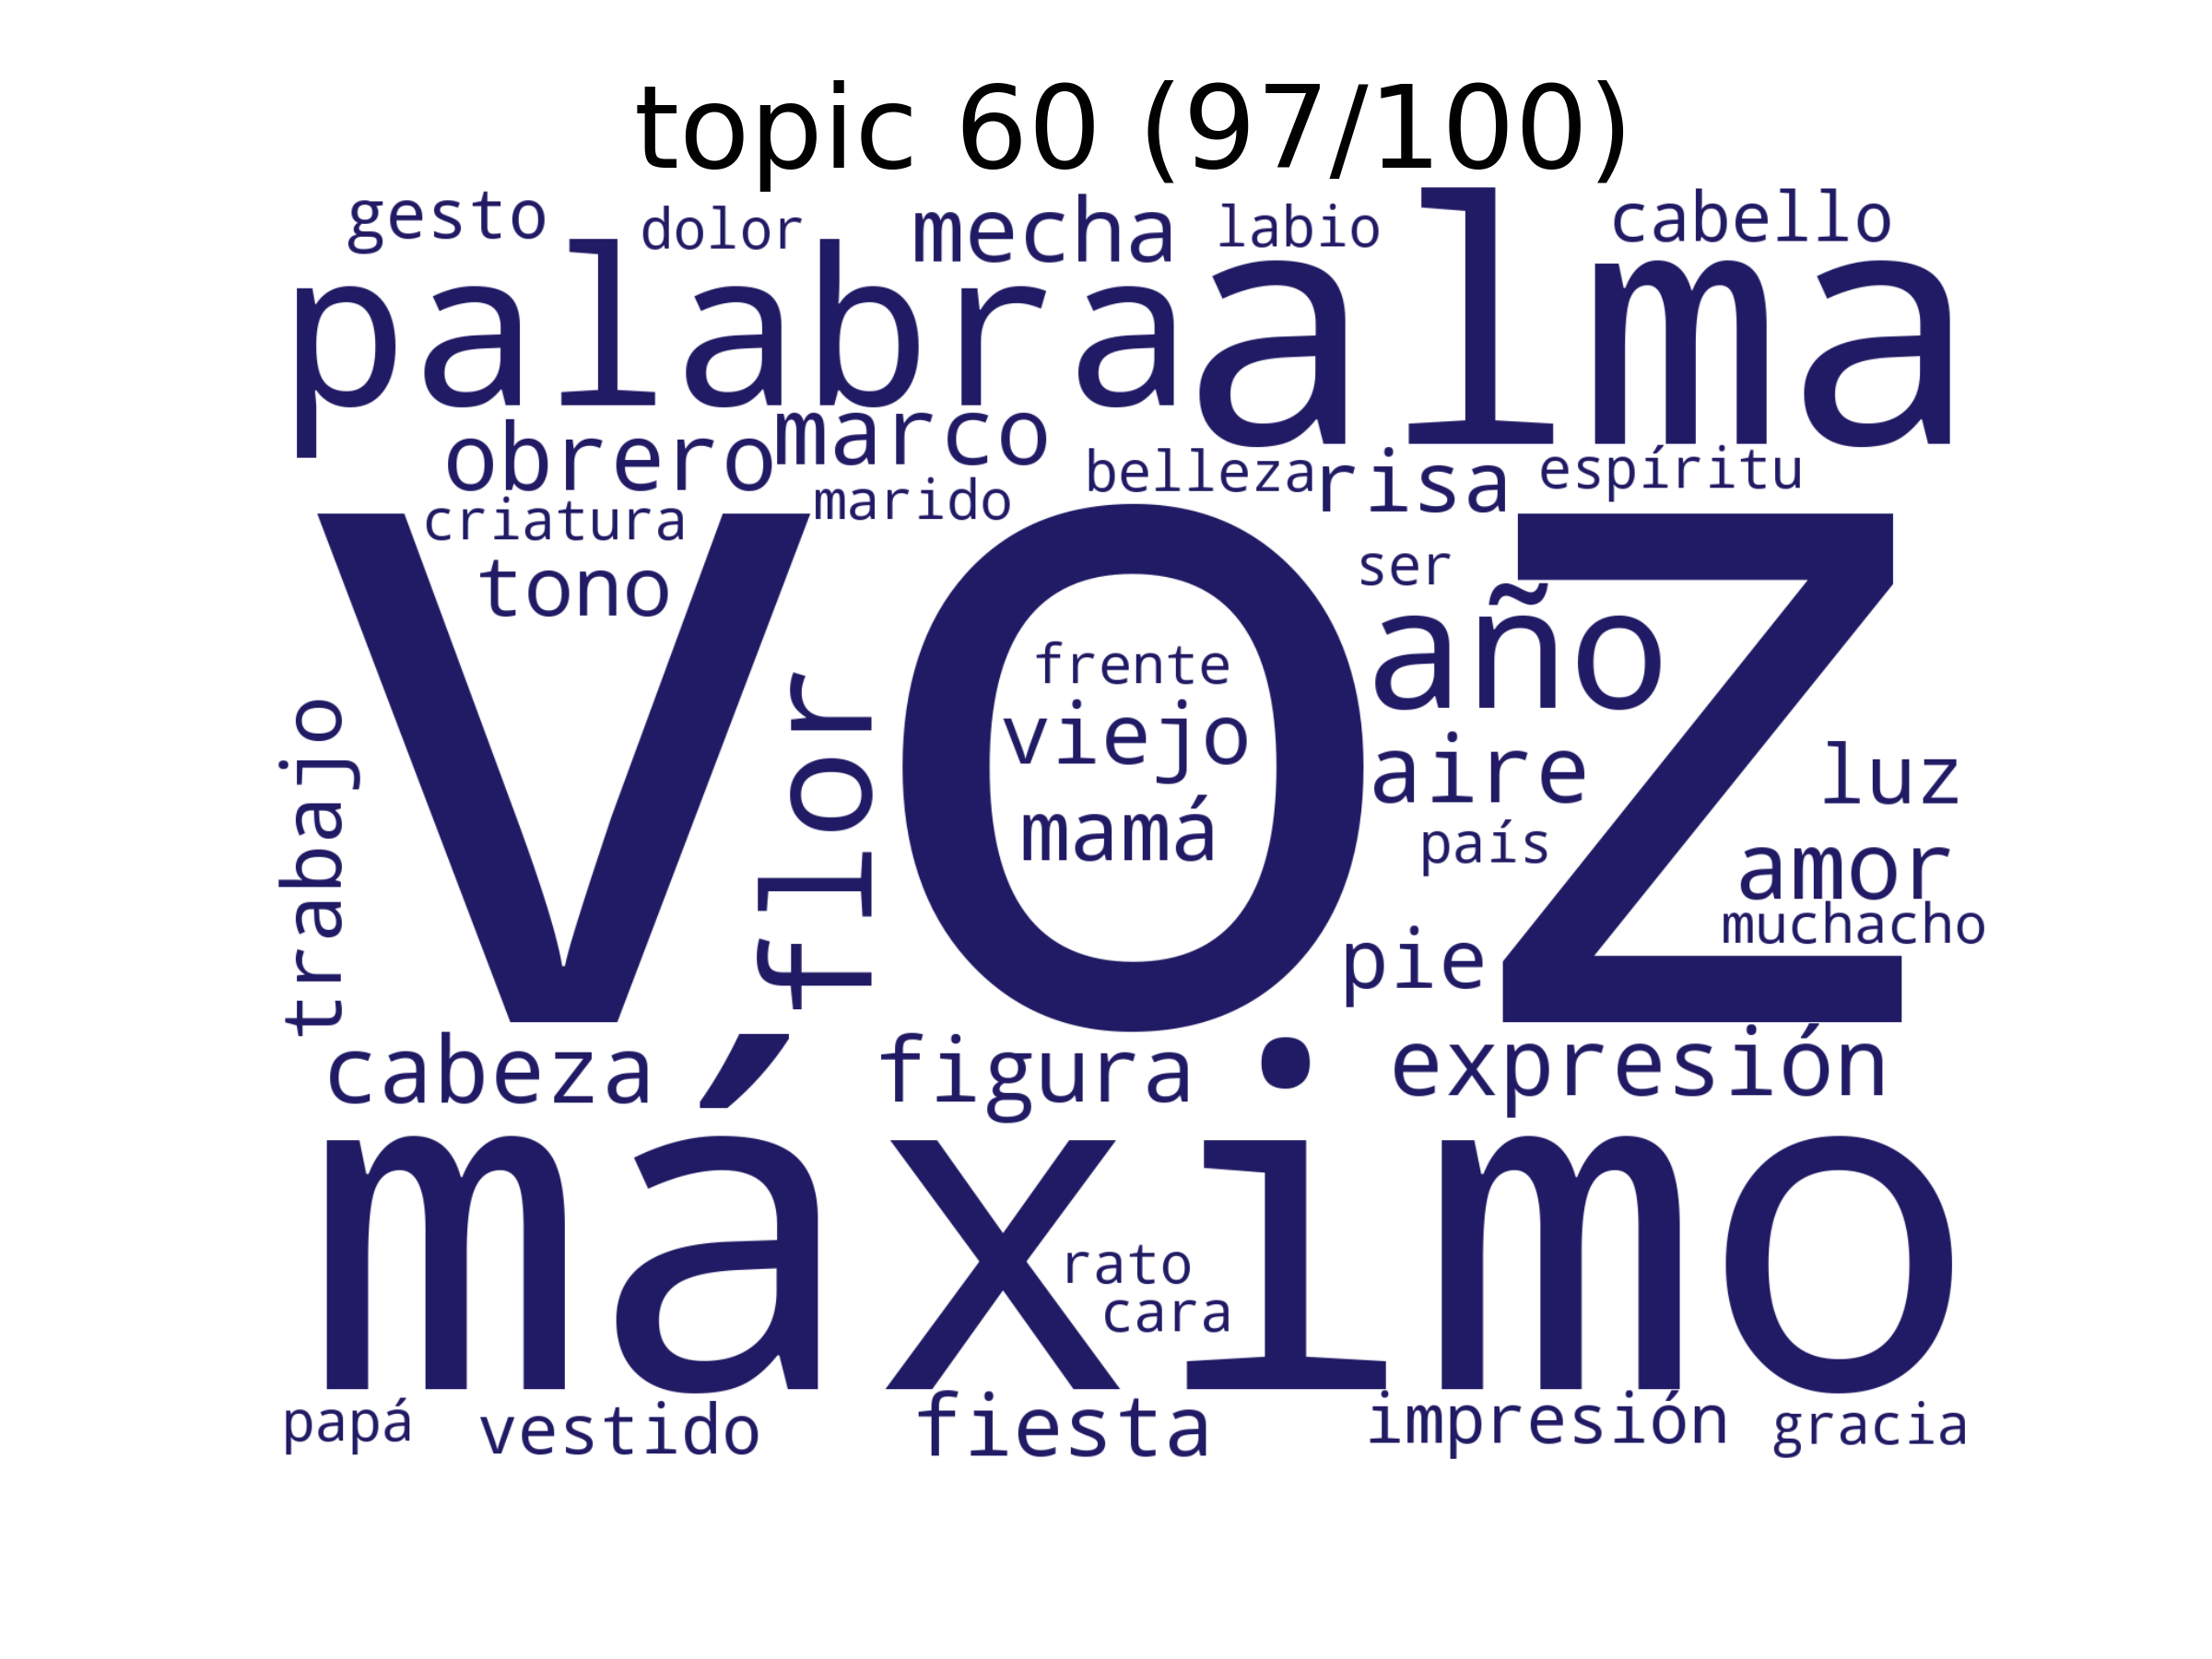 topic 60 (97/100)
gesto dolor mecha labio cabello
palabra alma
obrero marco belleza risa espíritu
criatura marido
voz
tono ser
año
frente
viejo
mamá
trabajo flor aire luz
país amor
muchacho
pie
cabeza figura expresión
máximo
rato
cara
papá vestido fiesta impresión gracia